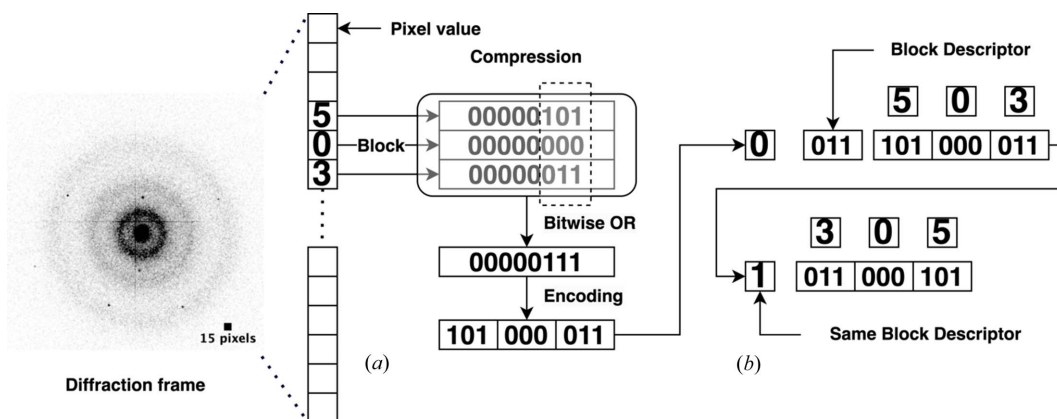 Pixel value
Compression
5
0
3
Block
00000101
00000000
00000011
Bitwise OR
00000111
Encoding
101 000 011
15 pixels
Diffraction frame
(a)
Block Descriptor
5 0 3
0 011 101 000 011
3 0 5
1 011 000 101
Same Block Descriptor
(b)